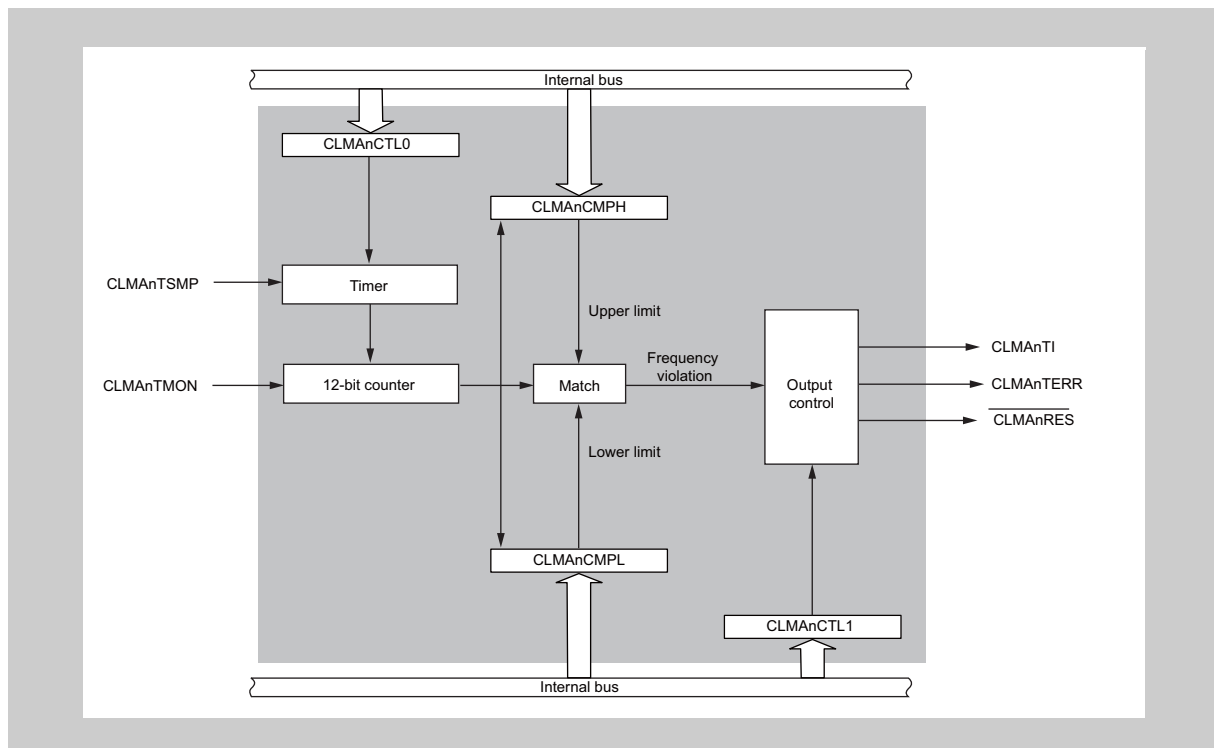 Internal bus
CLMAnCTL0
CLMAnCMPH
CLMAnTSMP
Timer
Upper limit
CLMAnTMON
12-bit counter
Match
Frequency
violation
Output
control
CLMAnTI
CLMAnTERR
CLMAnRES
Lower limit
CLMAnCMPL
CLMAnCTL1
Internal bus